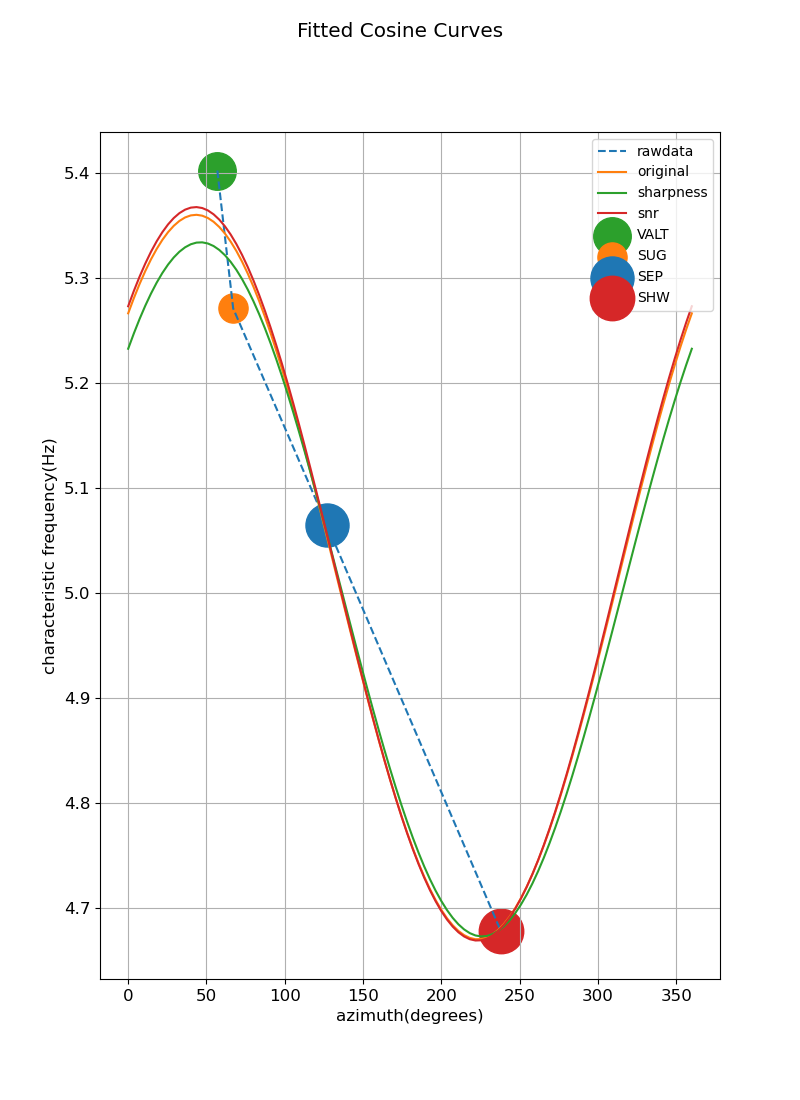 Fitted Cosine Curves
rawdata
original
sharpness
snr
VALT
SUG
SEP
SHW
5.4
5.3
5.2
5.1
5.0
4.9
4.8
4.7
characteristic frequency(Hz)
0 50 100 150 200 250 300 350
azimuth(degrees)